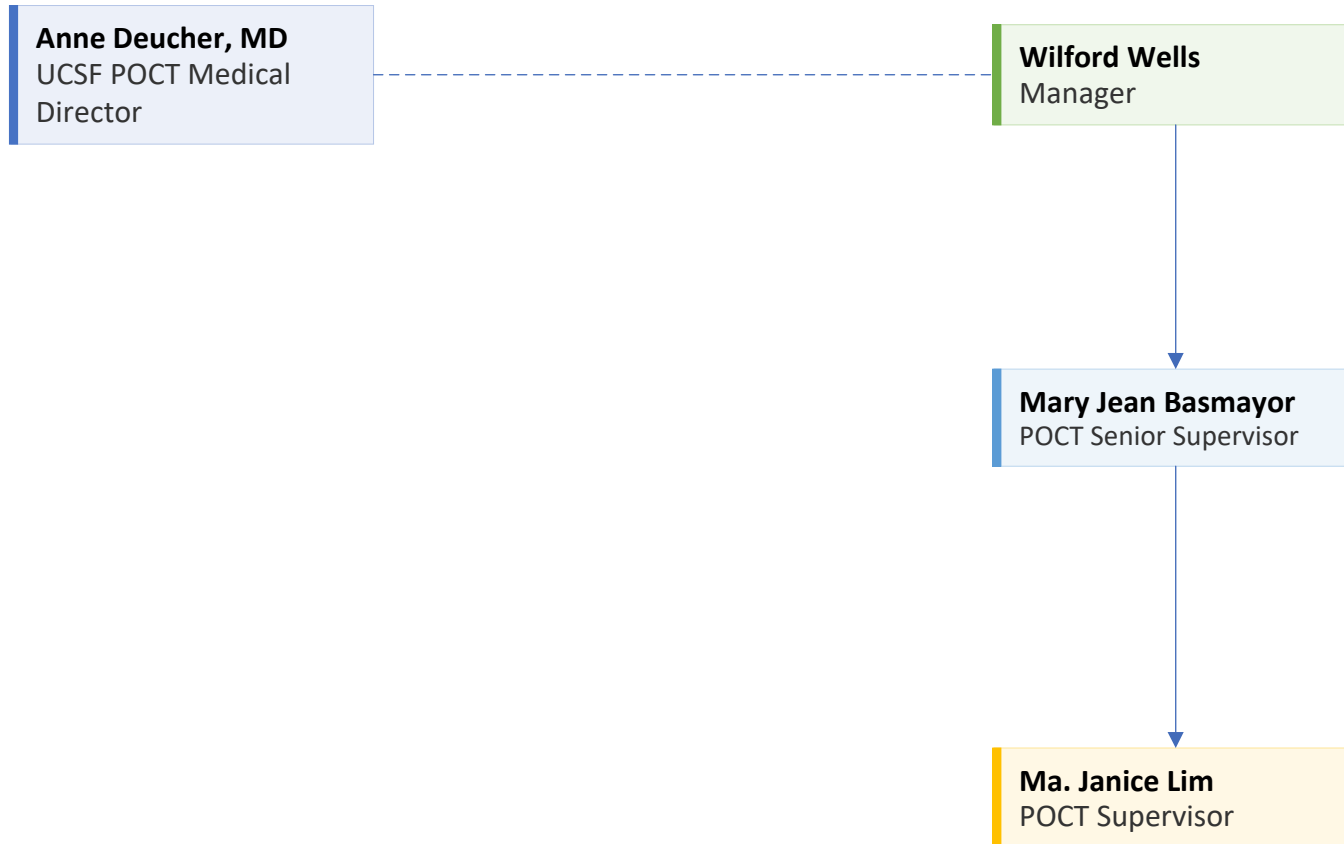 Anne Deucher, MD
UCSF POCT Medical
Director
Wilford Wells
Manager
Mary Jean Basmayor
POCT Senior Supervisor
Ma. Janice Lim
POCT Supervisor